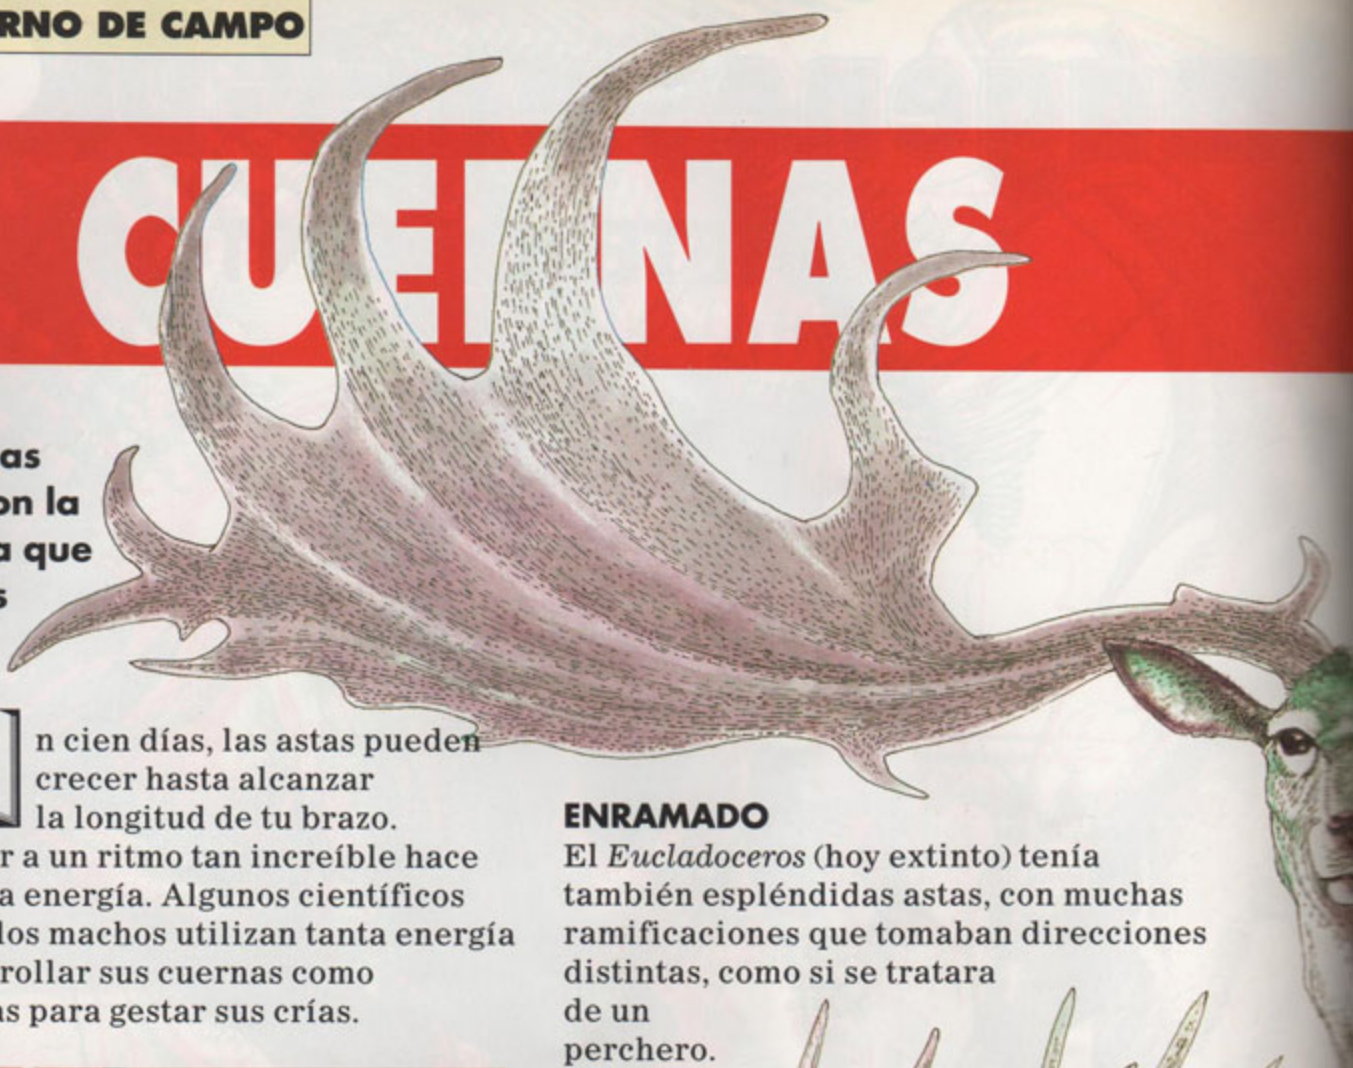 RNO DE CAMPO
CUERNAS
as
on la
a que
s
n cien días, las astas pueden
crecer hasta alcanzar
la longitud de tu brazo.
r a un ritmo tan increíble hace
a energía. Algunos científicos
los machos utilizan tanta energía
rollar sus cuernas como
as para gestar sus crías.
ENRAMADO
El Eucladoceros (hoy extinto) tenía
también espléndidas astas, con muchas
ramificaciones que tomaban direcciones
distintas, como si se tratara
de un
perchero.